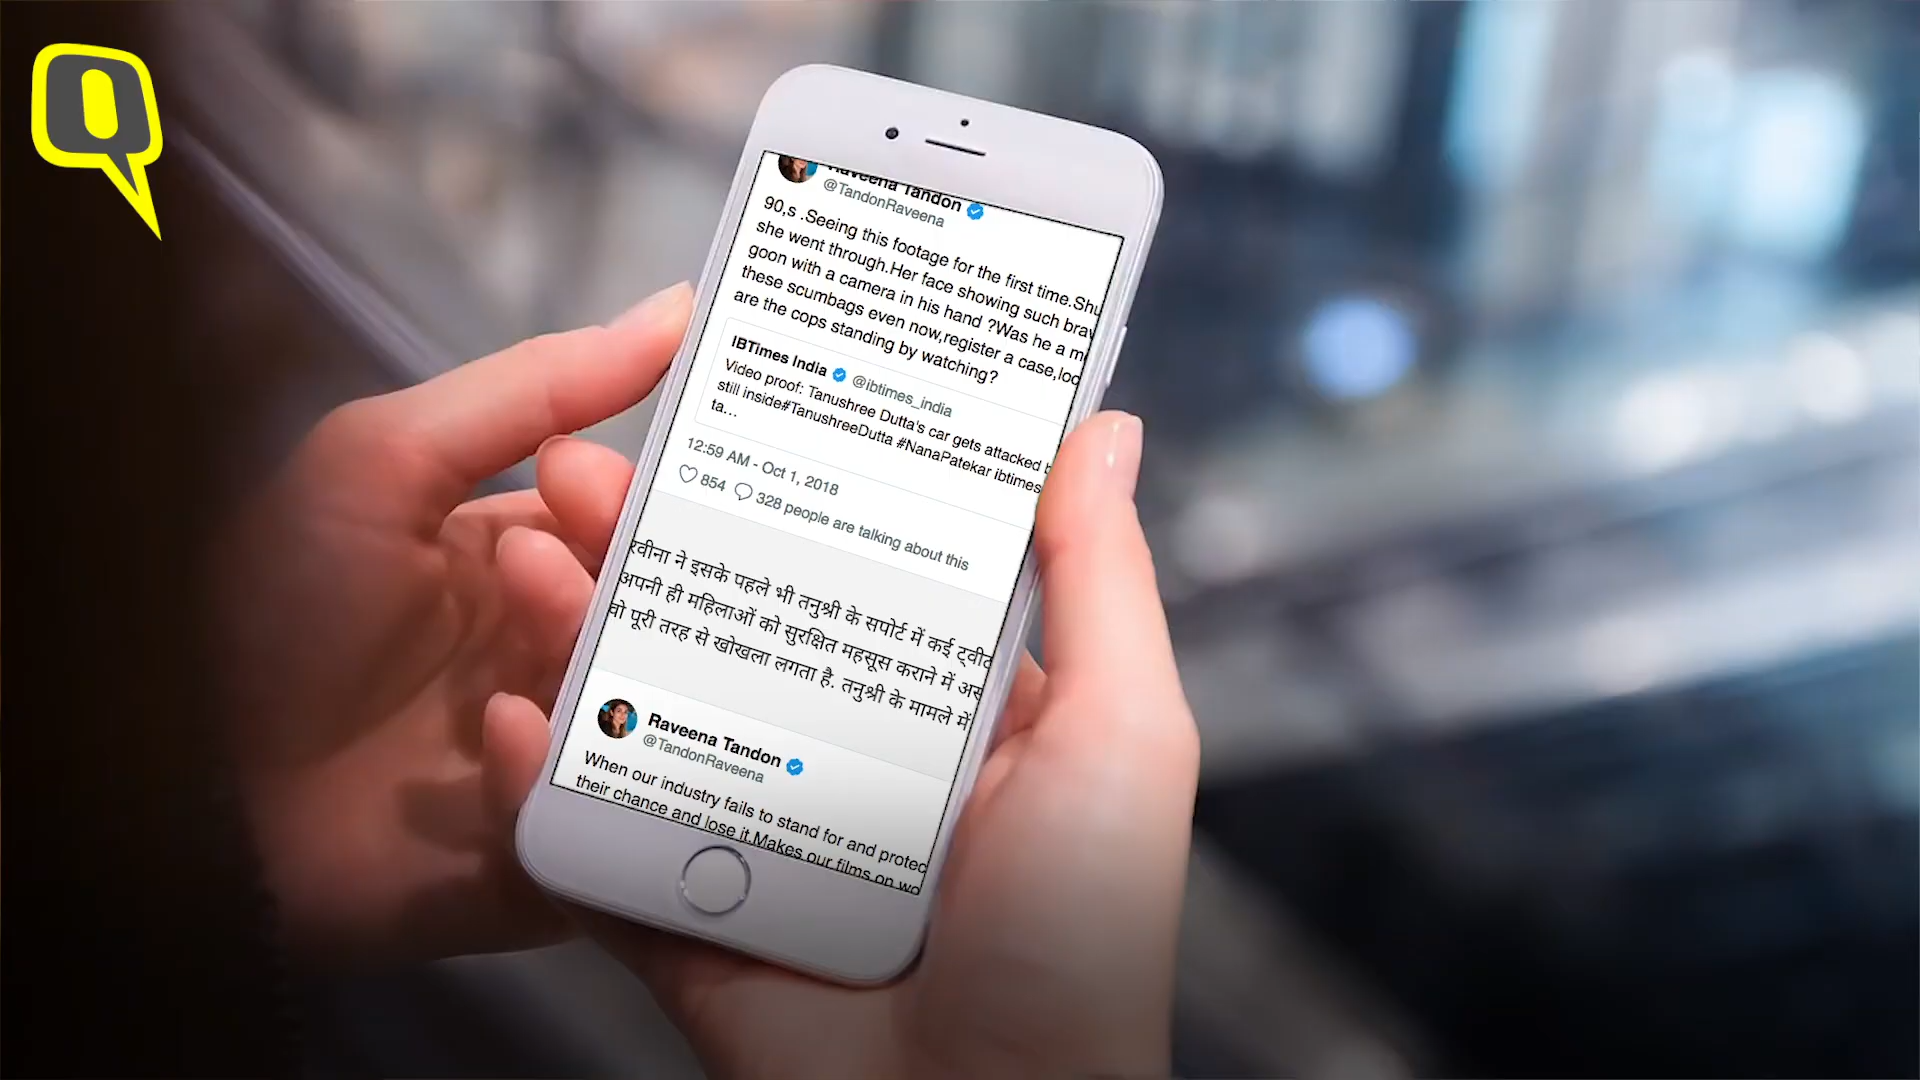 Raveena Tandon
@TandonRaveena
90,s .Seeing this footage for the first time.
she went through.Her face showing such
goon with a camera in his hand ?Was he a
these scumbags even now,register a case,
are the cops standing by watching?
IBTimes India @ibtimes_india
Video proof: Tanushree Dutta's car gets attacked
still inside#TanushreeDutta #NanaPatekar ibtimes
ta…
12:59 AM - Oct 1, 2018
854 328 people are talking about this
रवीना ने इसके पहले भी तनुश्री के सपोर्ट में कई ट्वीट
अपनी ही महिलाओं को सुरक्षित महसूस कराने में
वो पूरी तरह से खोखला लगता है. तनुश्री के मामले में
Raveena Tandon
@TandonRaveena
When our industry fails to stand for and protec
their chance and lose it.Makes our films on wo